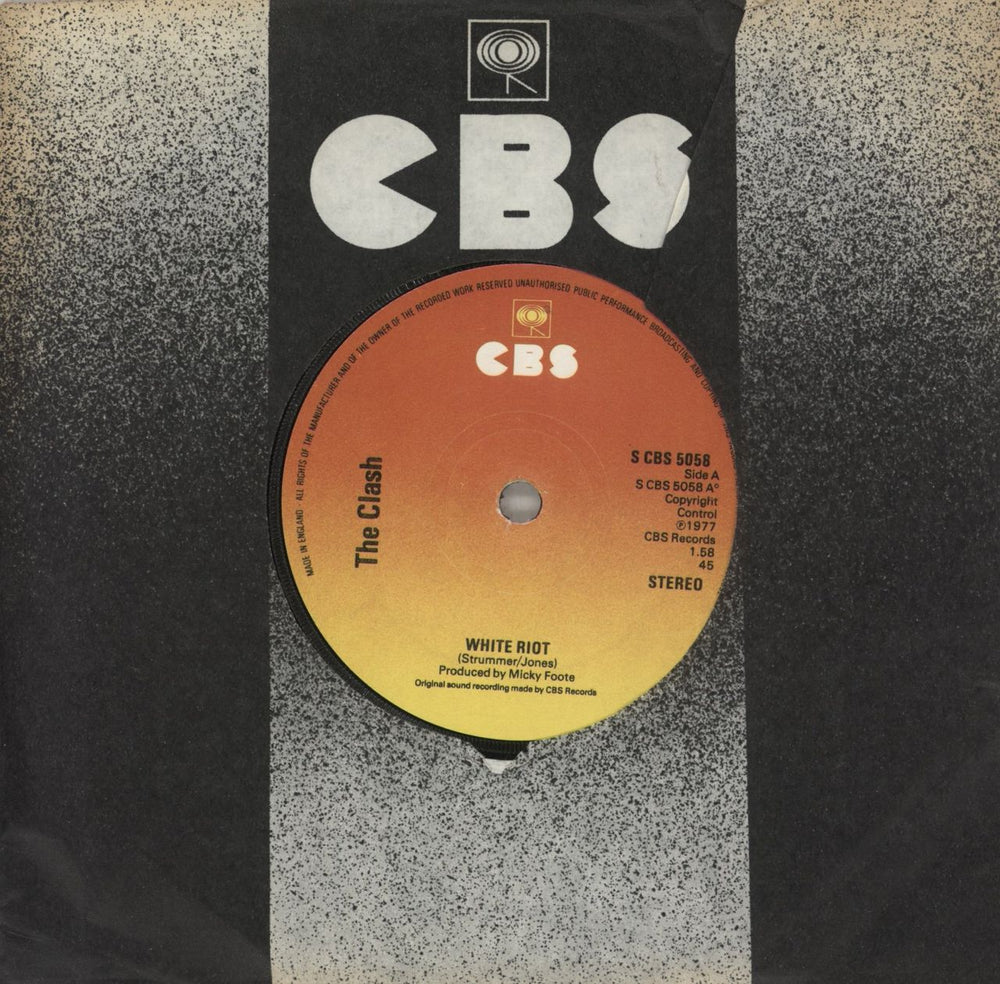 CBS
MADE IN ENGLAND · ALL RIGHTS OF THE MANUFACTURER AND OF THE OWNER OF THE RECORDED WORK RESERVED UNAUTHORISED PUBLIC PERFORMANCE BROADCASTING AND COPYING OF THIS
CBS
The Clash
S CBS 5058
Side A
S CBS 5058 A°
Copyright
Control
℗1977
CBS Records
1.58
45
STEREO
WHITE RIOT
(Strummer/Jones)
Produced by Micky Foote
Original sound recording made by CBS Records